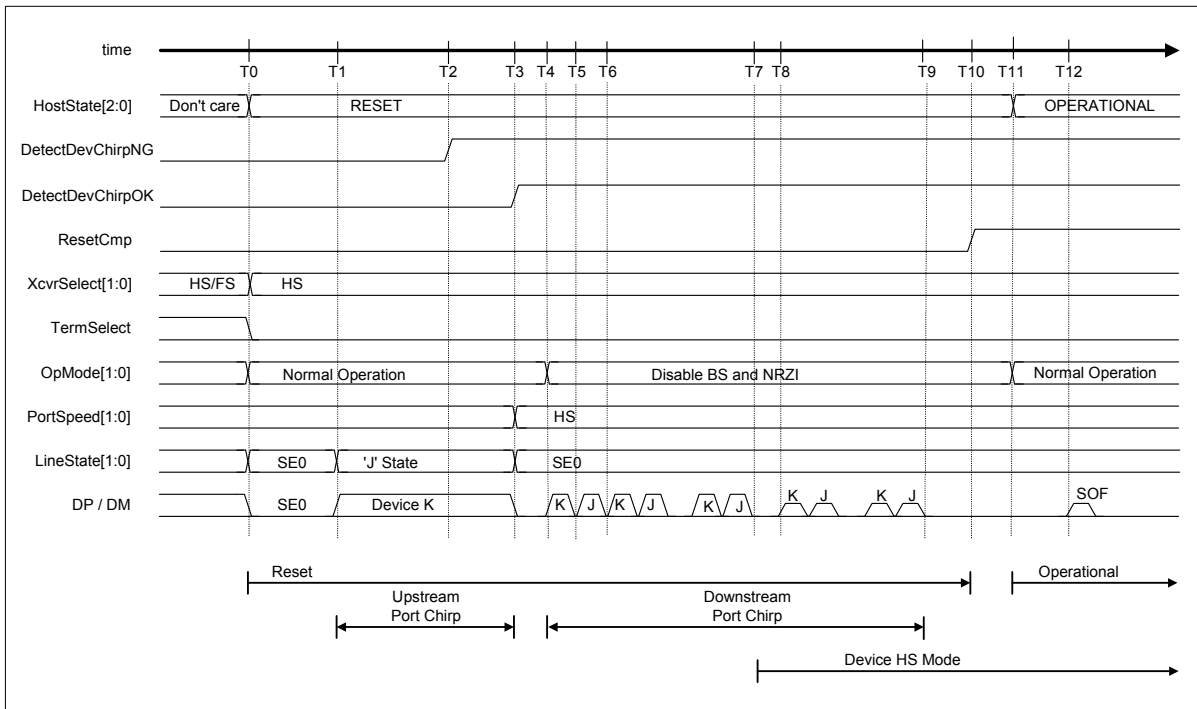 time
T0 T1 T2 T3 T4 T5 T6 T7 T8 T9 T10 T11 T12
HostState[2:0] Don't care RESET OPERATIONAL
DetectDevChirpNG
DetectDevChirpOK
ResetCmp
XcvrSelect[1:0] HS/FS HS
TermSelect
OpMode[1:0] Normal Operation Disable BS and NRZI Normal Operation
PortSpeed[1:0] HS
LineState[1:0] SE0 'J' State SE0
DP / DM SE0 Device K K J K J K J K J K J SOF
Reset Operational
Upstream Downstream
Port Chirp Port Chirp
Device HS Mode